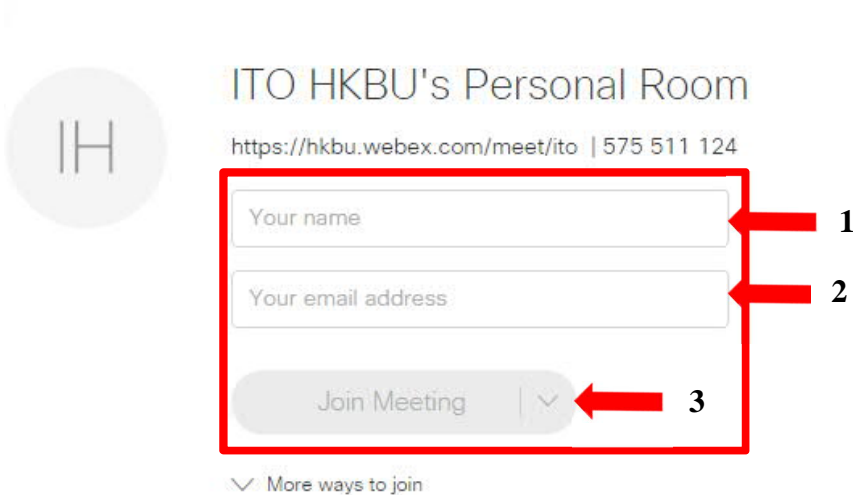 ITO HKBU's Personal Room
IH
https://hkbu.webex.com/meet/ito | 575 511 124
Your name
1
Your email address
2
Join Meeting
3
More ways to join